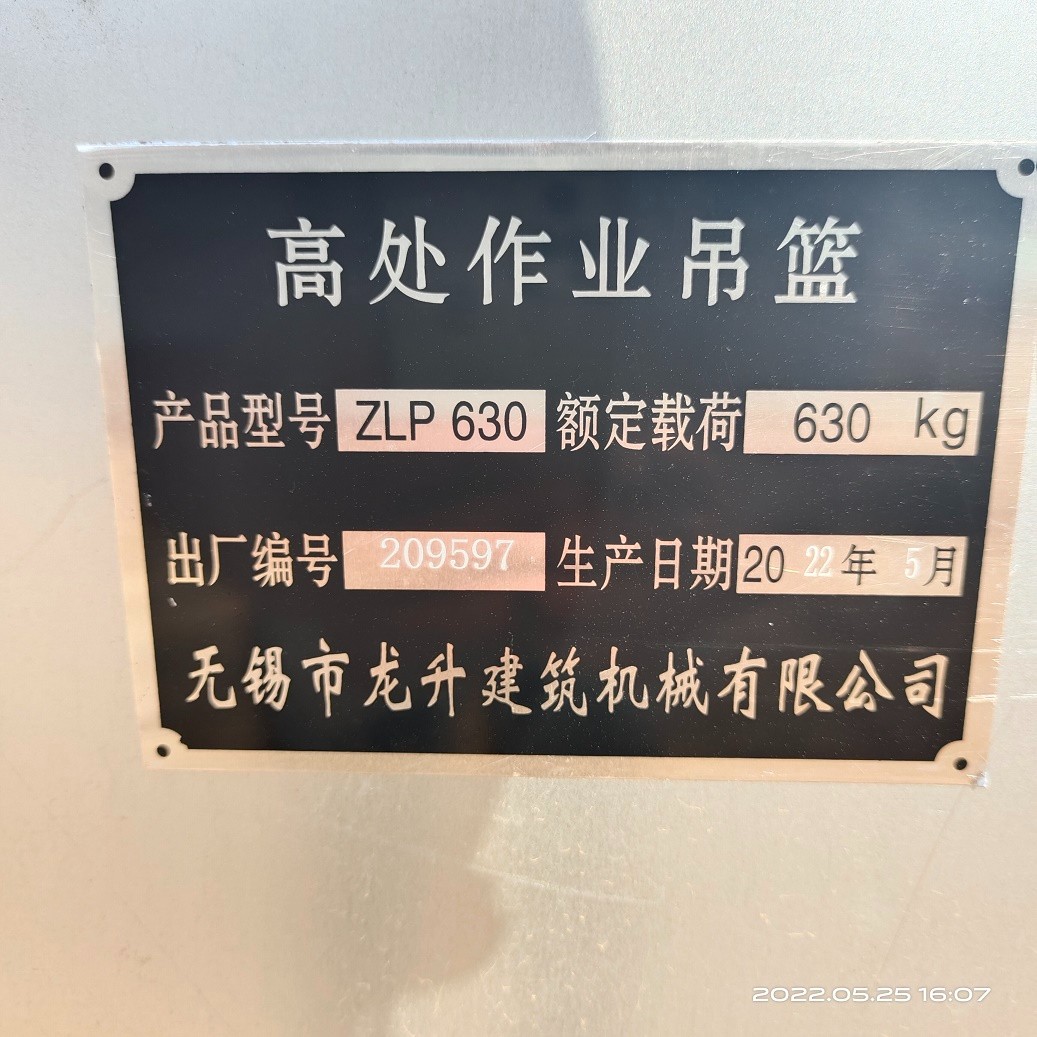 高处作业吊篮
产品型号 ZLP 630 额定载荷 630 kg
出厂编号 209597 生产日期 2022年 5月
无锡市龙升建筑机械有限公司
2022.05.25 16:07